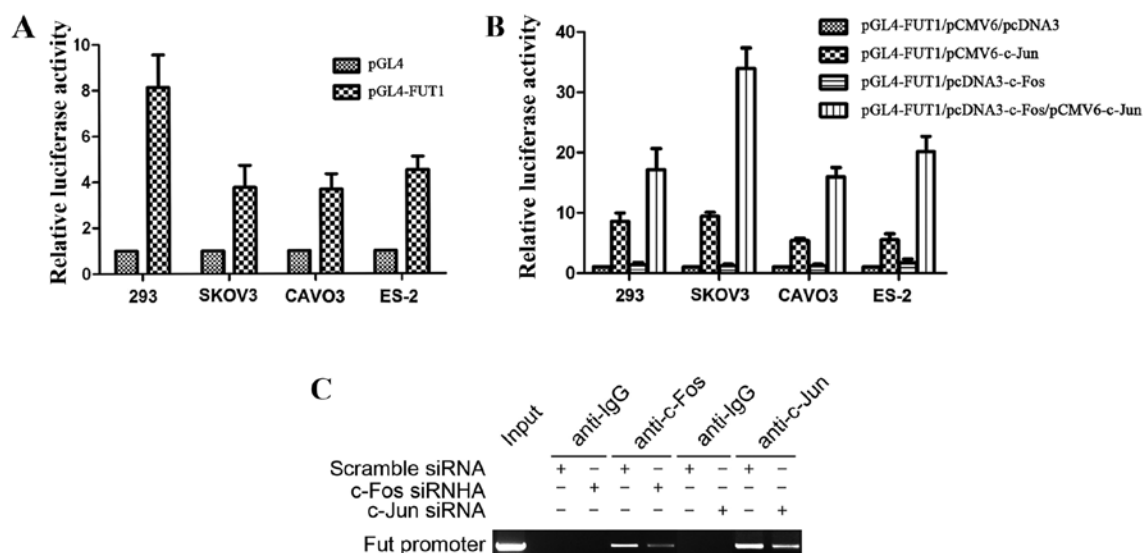 A
Relative luciferase activity
10
8
6
4
2
0
pGL4
pGL4-FUT1
293 SKOV3 CAVO3 ES-2
B
Relative luciferase activity
40
30
20
10
0
pGL4-FUT1/pCMV6/pcDNA3
pGL4-FUT1/pCMV6-c-Jun
pGL4-FUT1/pcDNA3-c-Fos
pGL4-FUT1/pcDNA3-c-Fos/pCMV6-c-Jun
293 SKOV3 CAVO3 ES-2
C
Input anti-IgG anti-c-Fos anti-IgG anti-c-Jun
Scramble siRNA + − + − + − + −
c-Fos siRNHA − + − + − − − −
c-Jun siRNA − − − − − + − +
Fut promoter